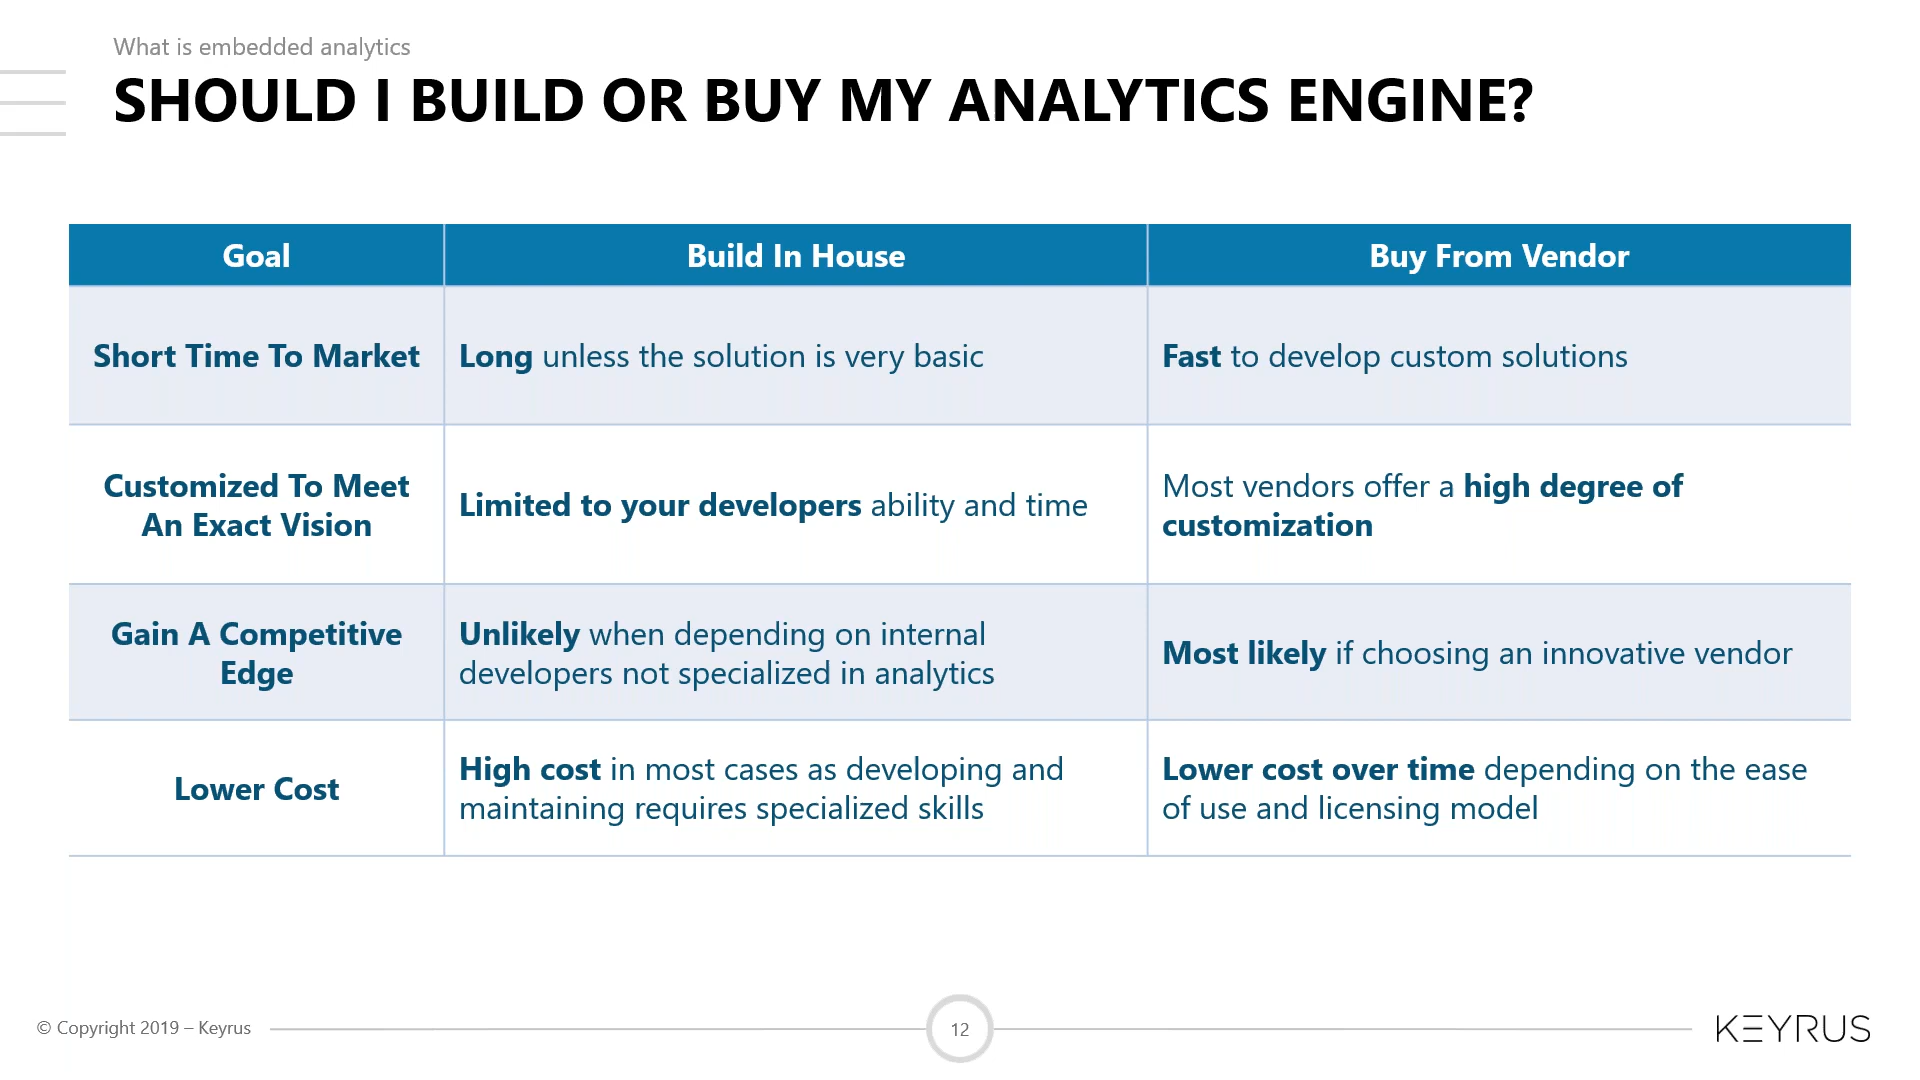 What is embedded analytics
SHOULD I BUILD OR BUY MY ANALYTICS ENGINE?
Goal
Build In House
Buy From Vendor
Short Time To Market
Long unless the solution is very basic
Fast to develop custom solutions
Customized To Meet
An Exact Vision
Limited to your developers ability and time
Most vendors offer a high degree of
customization
Gain A Competitive
Edge
Unlikely when depending on internal
developers not specialized in analytics
Most likely if choosing an innovative vendor
Lower Cost
High cost in most cases as developing and
maintaining requires specialized skills
Lower cost over time depending on the ease
of use and licensing model
© Copyright 2019 – Keyrus
12
KEYRUS